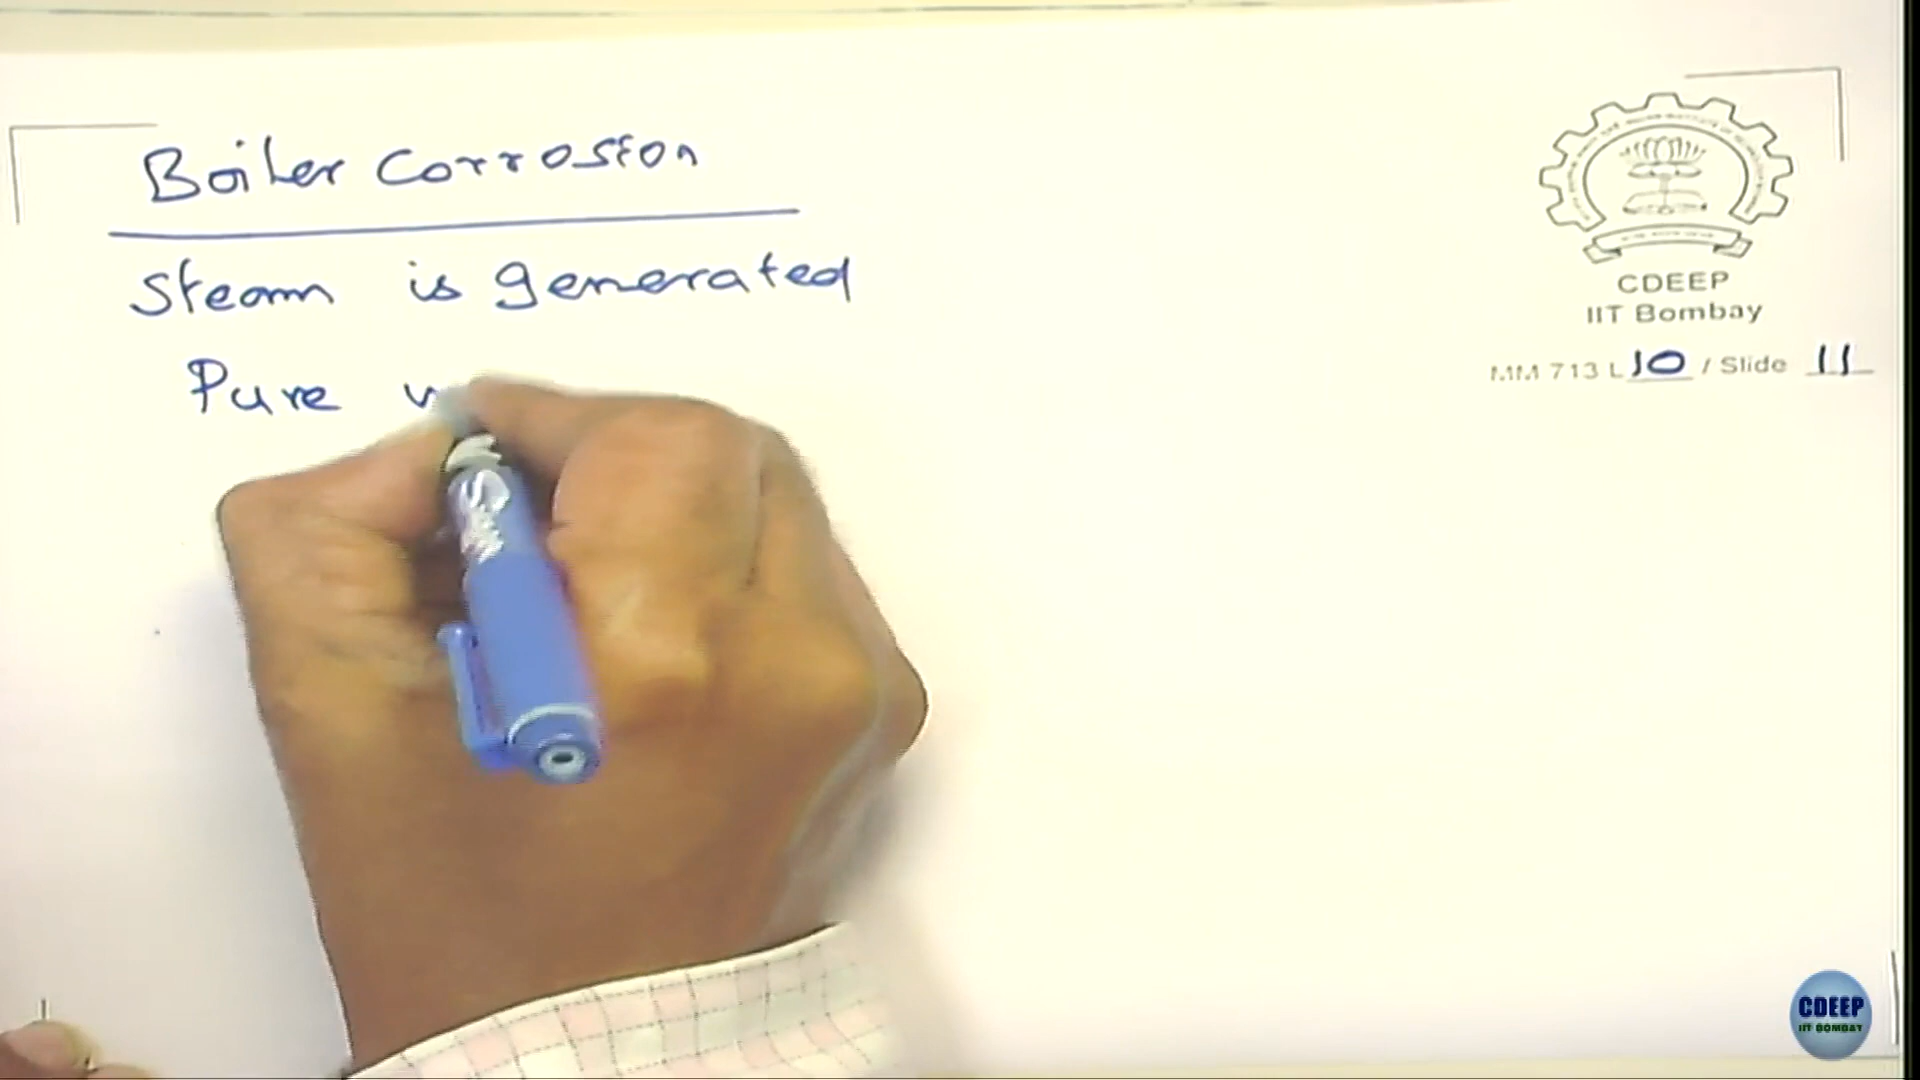 Boiler Corrosion
Steam is generated
Pure
CDEEP
IIT Bombay
MM 713 L 10 / Slide 11
CDEEP
IIT BOMBAY